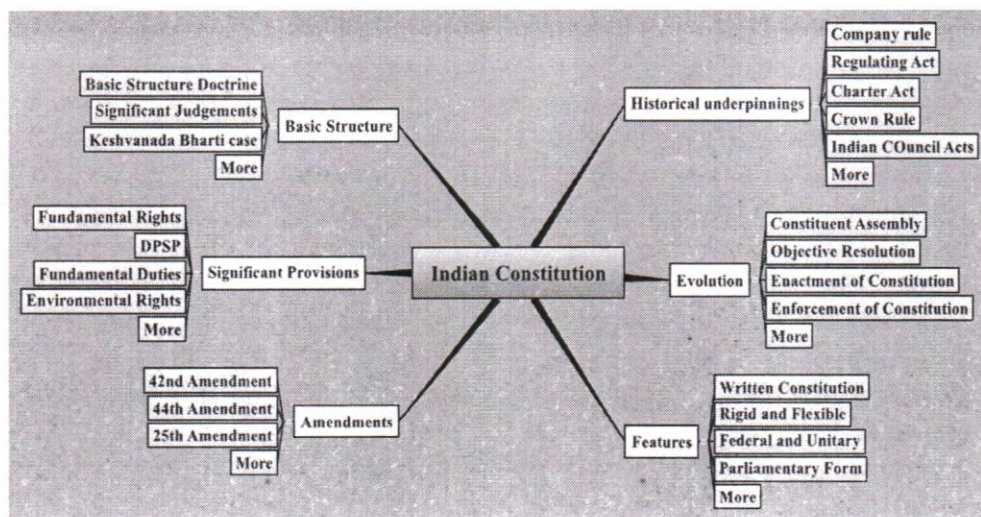 Indian Constitution
Historical underpinnings
Company rule
Regulating Act
Charter Act
Crown Rule
Indian COuncil Acts
More
Evolution
Constituent Assembly
Objective Resolution
Enactment of Constitution
Enforcement of Constitution
More
Features
Written Constitution
Rigid and Flexible
Federal and Unitary
Parliamentary Form
More
Basic Structure
Basic Structure Doctrine
Significant Judgements
Keshvanada Bharti case
More
Significant Provisions
Fundamental Rights
DPSP
Fundamental Duties
Environmental Rights
More
Amendments
42nd Amendment
44th Amendment
25th Amendment
More